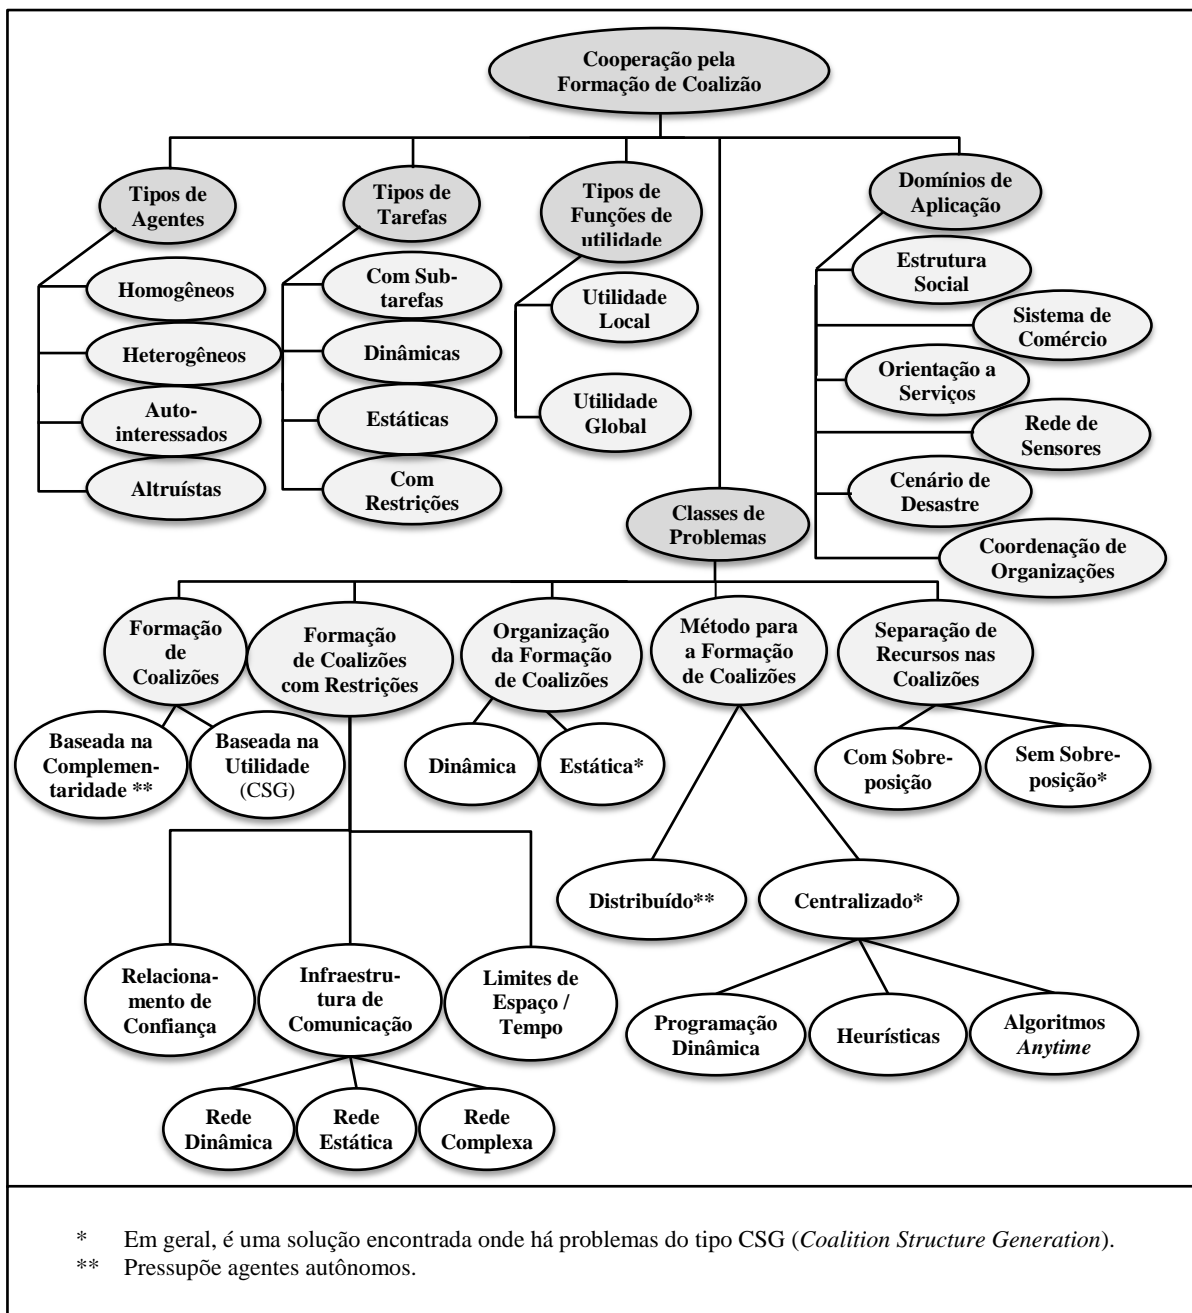 Cooperação pela
Formação de Coalizão
Tipos de
Agentes
Homogêneos
Heterogêneos
Auto-
interessados
Altruístas
Tipos de
Tarefas
Com Sub-
tarefas
Dinâmicas
Estáticas
Com
Restrições
Tipos de
Funções de
utilidade
Utilidade
Local
Utilidade
Global
Domínios de
Aplicação
Estrutura
Social
Sistema de
Comércio
Orientação a
Serviços
Rede de
Sensores
Cenário de
Desastre
Coordenação de
Organizações
Classes de
Problemas
Formação
de
Coalizões
Formação
de Coalizões
com Restrições
Organização
da Formação
de Coalizões
Método para
a Formação
de Coalizões
Separação de
Recursos nas
Coalizões
Baseada na
Complemen-
taridade **
Baseada na
Utilidade
(CSG)
Dinâmica
Estática*
Com Sobre-
posição
Sem Sobre-
posição*
Distribuído**
Centralizado*
Relaciona-
mento de
Confiança
Infraestru-
tura de
Comunicação
Limites de
Espaço /
Tempo
Programação
Dinâmica
Heurísticas
Algoritmos
Anytime
Rede
Dinâmica
Rede
Estática
Rede
Complexa
* Em geral, é uma solução encontrada onde há problemas do tipo CSG (Coalition Structure Generation).
** Pressupõe agentes autônomos.